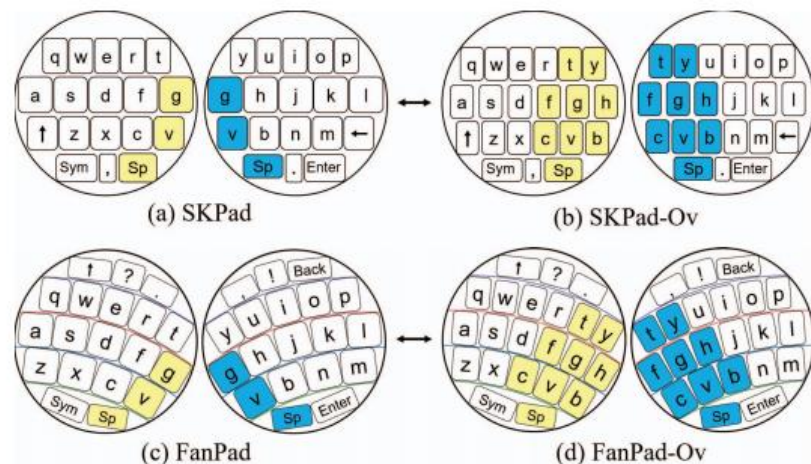 q w e r t y u i o p q w e r t y t y u i o p
a s d f g g h j k l a s d f g h f g h j k l
↑ z x c v v b n m ← ↑ z x c v b c v b n m ←
Sym , Sp Sp . Enter Sym , Sp Sp . Enter
(a) SKPad (b) SKPad-Ov
↑ ? . , ! Back ↑ ? . , ! Back
q w e r t y u i o p q w e r t y t y u i o p
a s d f g g h j k l a s d f g h f g h j k l
z x c v v b n m z x c v b c v b n m
Sym Sp Sp Enter Sym Sp Sp Enter
(c) FanPad (d) FanPad-Ov